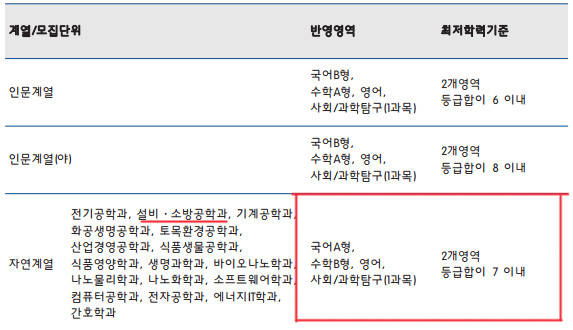 계열/모집단위 반영영역 최저학력기준
인문계열
국어B형,
수학A형, 영어,
사회/과학탐구(1과목)
2개영역
등급합이 6 이내
인문계열(야)
국어B형,
수학A형, 영어,
사회/과학탐구(1과목)
2개영역
등급합이 8 이내
자연계열
전기공학과, 설비·소방공학과, 기계공학과,
화공생명공학과, 토목환경공학과,
산업경영공학과, 식품생물공학과,
식품영양학과, 생명과학과, 바이오나노학과,
나노물리학과, 나노화학과, 소프트웨어학과,
컴퓨터공학과, 전자공학과, 에너지IT학과,
간호학과
국어A형,
수학B형, 영어,
사회/과학탐구(1과목)
2개영역
등급합이 7 이내